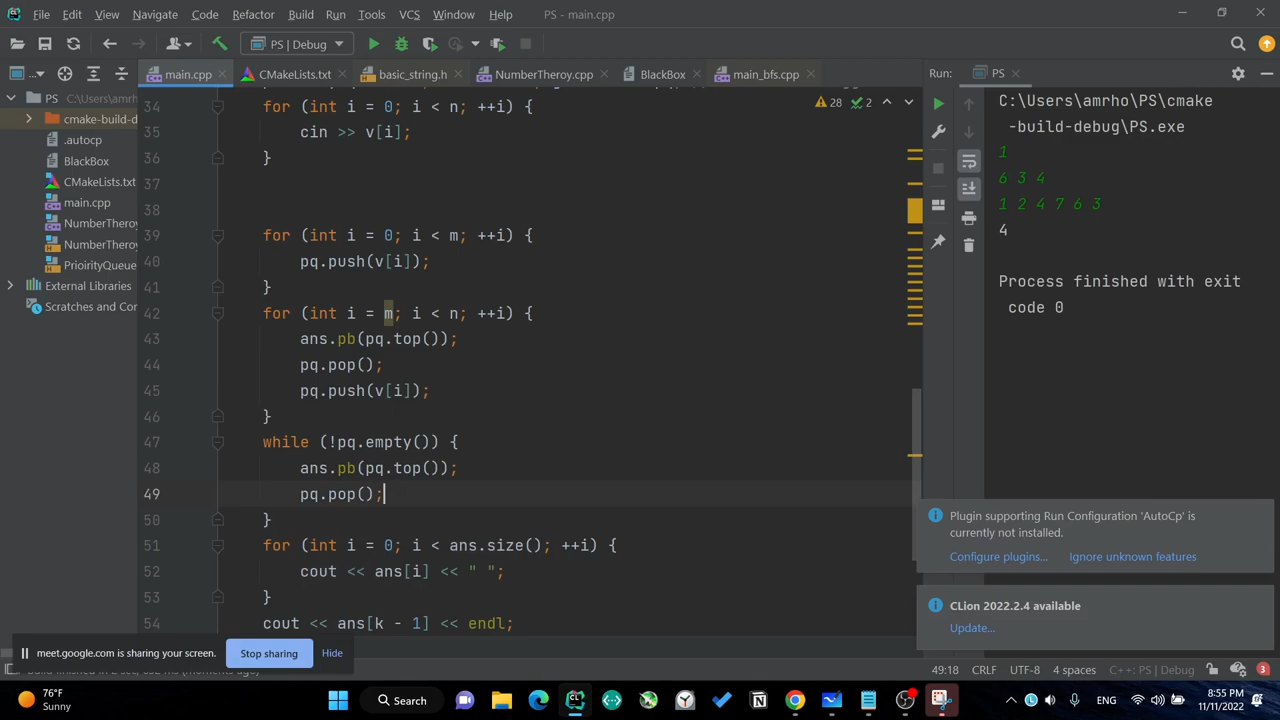 File Edit View Navigate Code Refactor Build Run Tools VCS Window Help PS - main.cpp
PS | Debug
main.cpp CMakeLists.txt basic_string.h NumberTheroy.cpp BlackBox main_bfs.cpp Run: PS
PS C:\Users\amrho
cmake-build-d
.autocp
BlackBox
CMakeLists.txt
main.cpp
NumberTheroy
NumberTheroy
PrioirityQueue
External Libraries
Scratches and Con
28 2
34 for (int i = 0; i < n; ++i) {
35 cin >> v[i];
36 }
37
38
39 for (int i = 0; i < m; ++i) {
40 pq.push(v[i]);
41 }
42 for (int i = m; i < n; ++i) {
43 ans.pb(pq.top());
44 pq.pop();
45 pq.push(v[i]);
46 }
47 while (!pq.empty()) {
48 ans.pb(pq.top());
49 pq.pop();
50 }
51 for (int i = 0; i < ans.size(); ++i) {
52 cout << ans[i] << " ";
53 }
54 cout << ans[k - 1] << endl;
C:\Users\amrho\PS\cmake
-build-debug\PS.exe
1
6 3 4
1 2 4 7 6 3
4
Process finished with exit
code 0
Plugin supporting Run Configuration 'AutoCp' is
currently not installed.
Configure plugins... Ignore unknown features
CLion 2022.2.4 available
Update...
meet.google.com is sharing your screen. Stop sharing Hide
49:18 CRLF UTF-8 4 spaces C++: PS | Debug 3
76°F
Sunny
Search
ENG
8:55 PM
11/11/2022